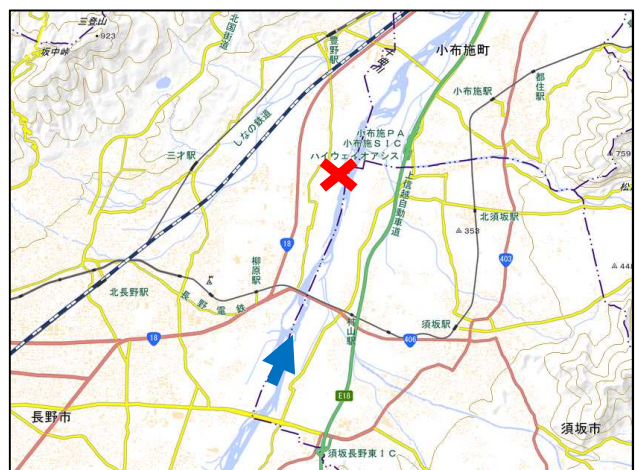 三登山
・923
坂中峠
北国街道
豊野駅
千曲川
小布施町
小布施駅
都住駅
しなの鉄道
三才駅
小布施PA
小布施SIC
ハイウェイオアシス
759
上信越自動車道
北須坂駅
353
18
403
柳原駅
北長野駅
長野電鉄
18
村山駅
須坂駅
406
E18
長野市
須坂市
須坂長野東IC